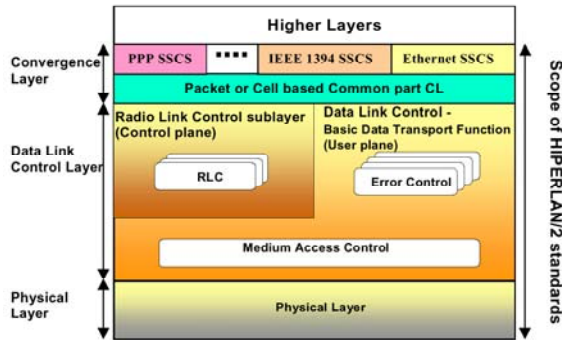 Higher Layers
Convergence
Layer
PPP SSCS
IEEE 1394 SSCS
Ethernet SSCS
Packet or Cell based Common part CL
Data Link
Control Layer
Radio Link Control sublayer
(Control plane)
Data Link Control -
Basic Data Transport Function
(User plane)
RLC
Error Control
Medium Access Control
Physical
Layer
Physical Layer
Scope of HIPERLAN/2 standards